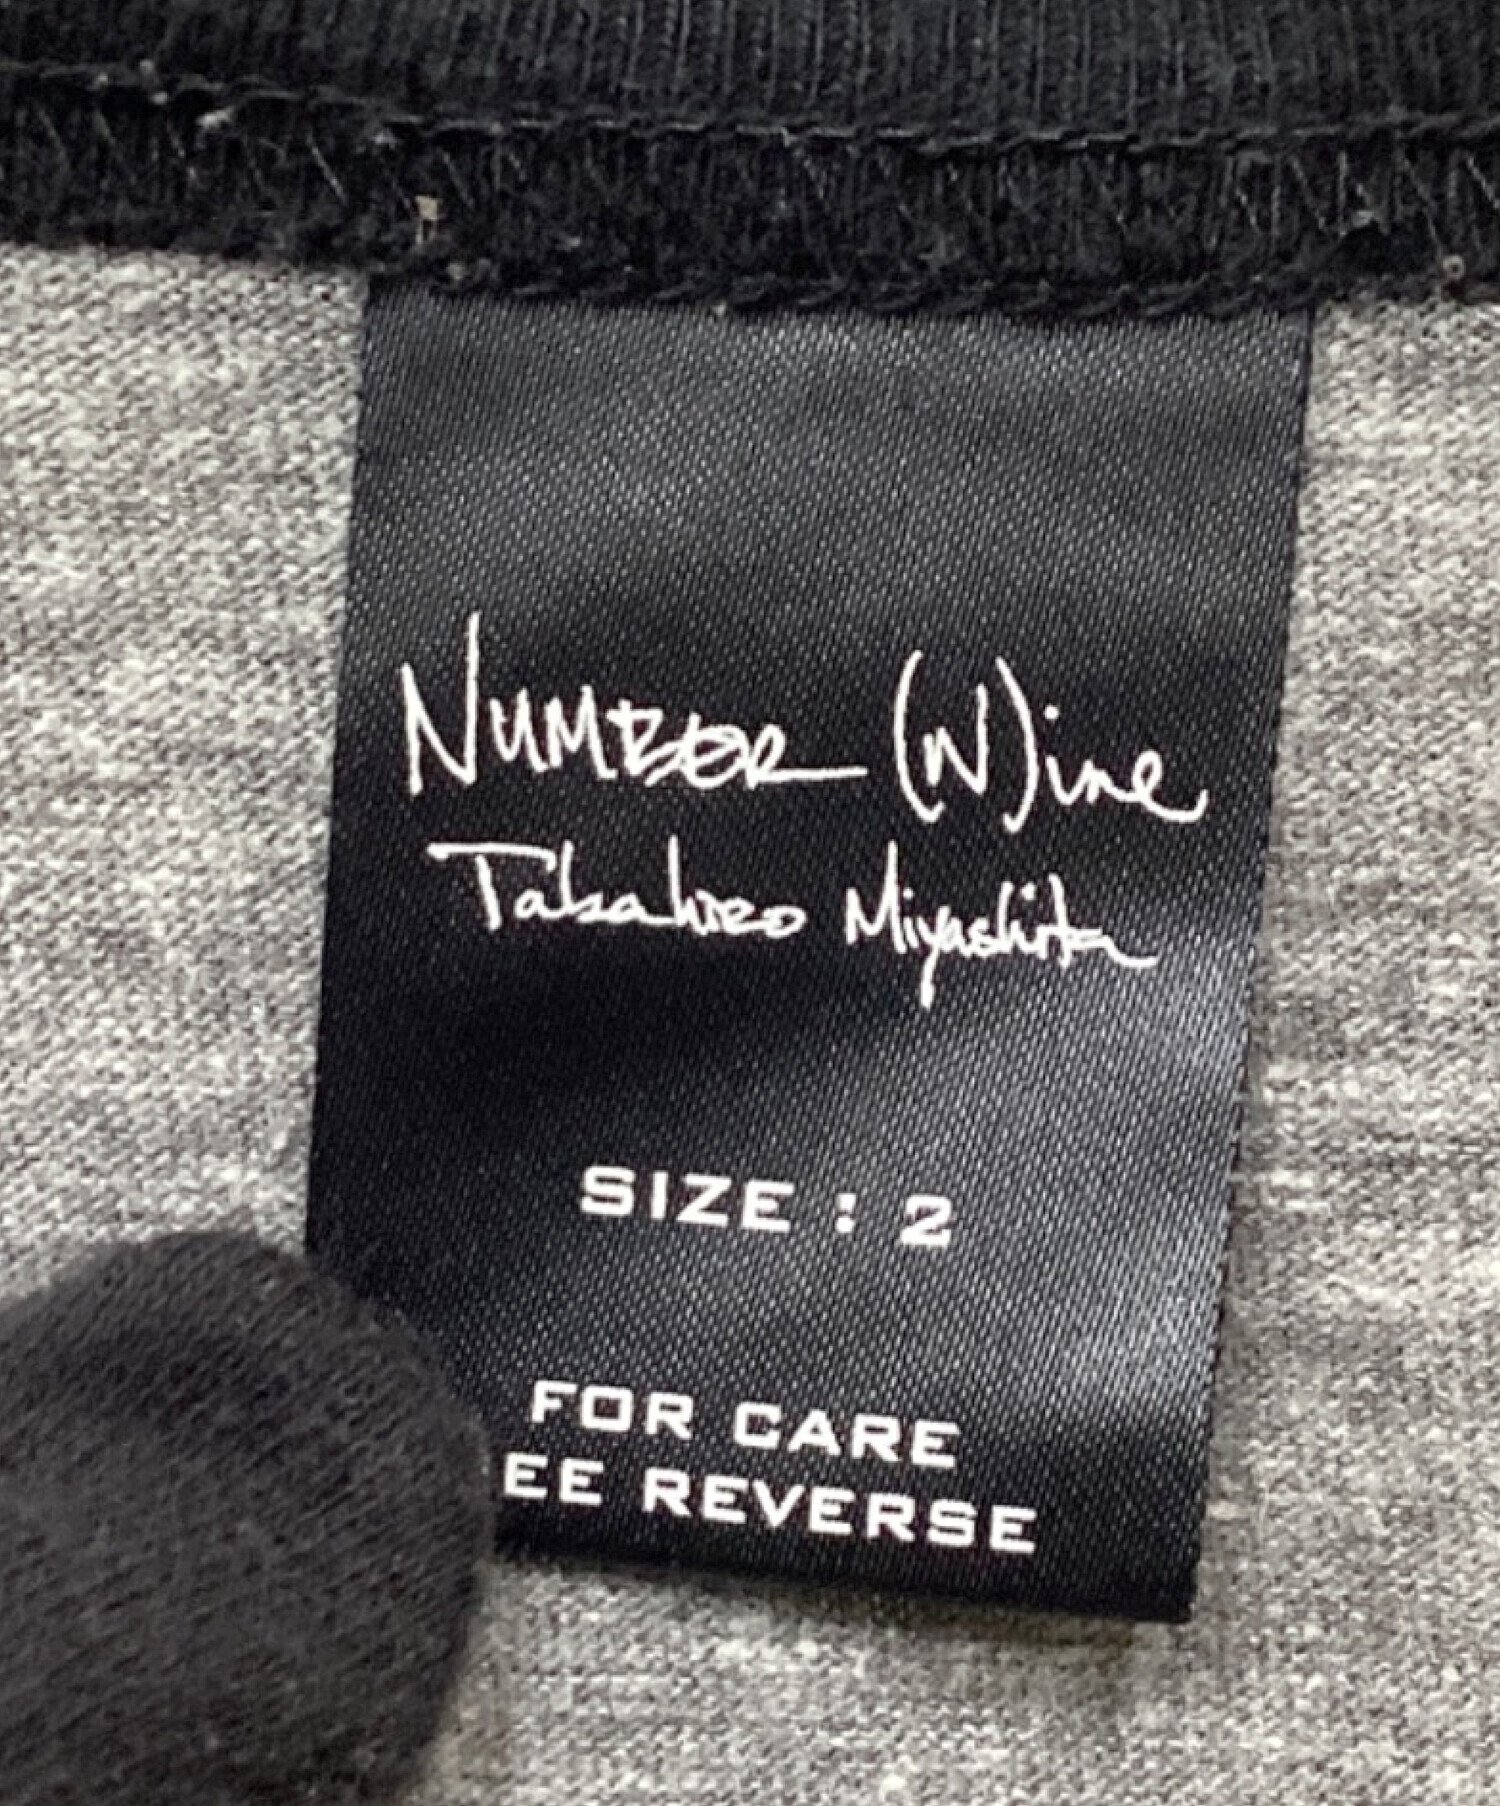 NUMBER (N)ine
Takahiro Miyashita
SIZE : 2
FOR CARE
EE REVERSE